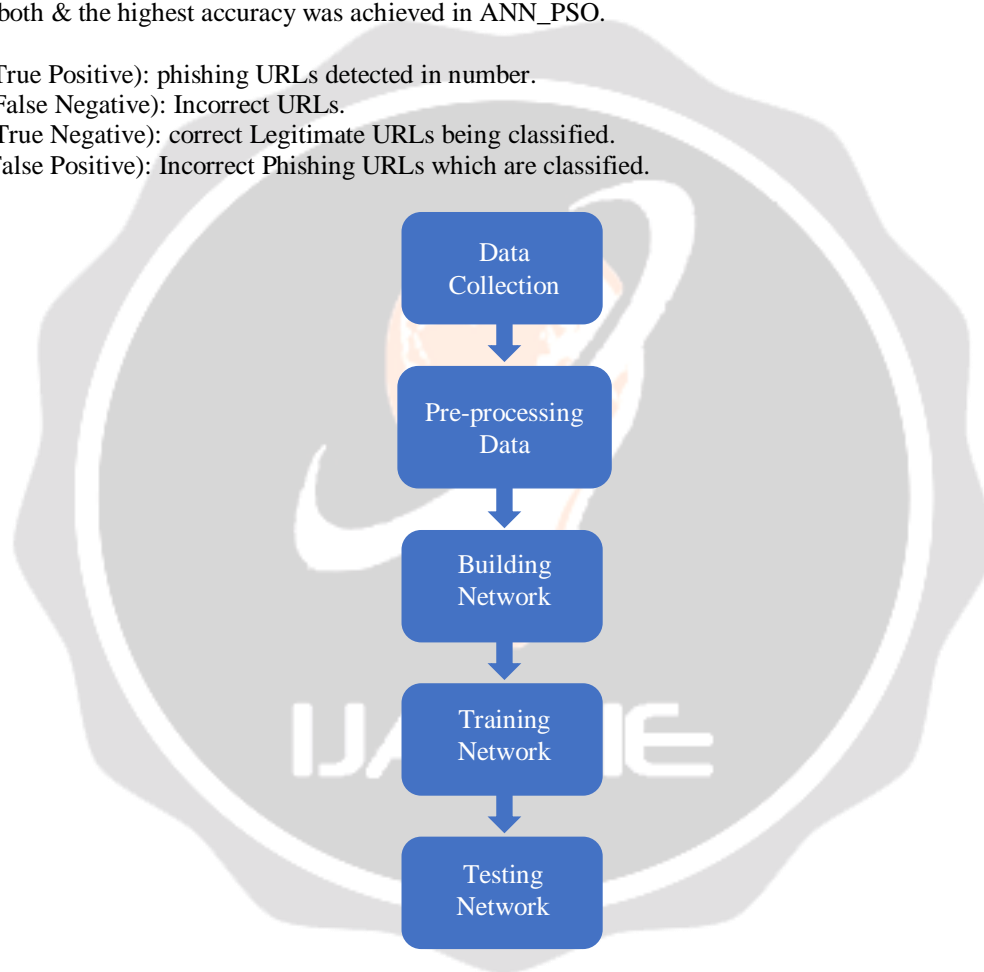 both & the highest accuracy was achieved in ANN_PSO.
True Positive): phishing URLs detected in number.
False Negative): Incorrect URLs.
True Negative): correct Legitimate URLs being classified.
False Positive): Incorrect Phishing URLs which are classified.
Data
Collection
Pre-processing
Data
Building
Network
Training
Network
Testing
Network